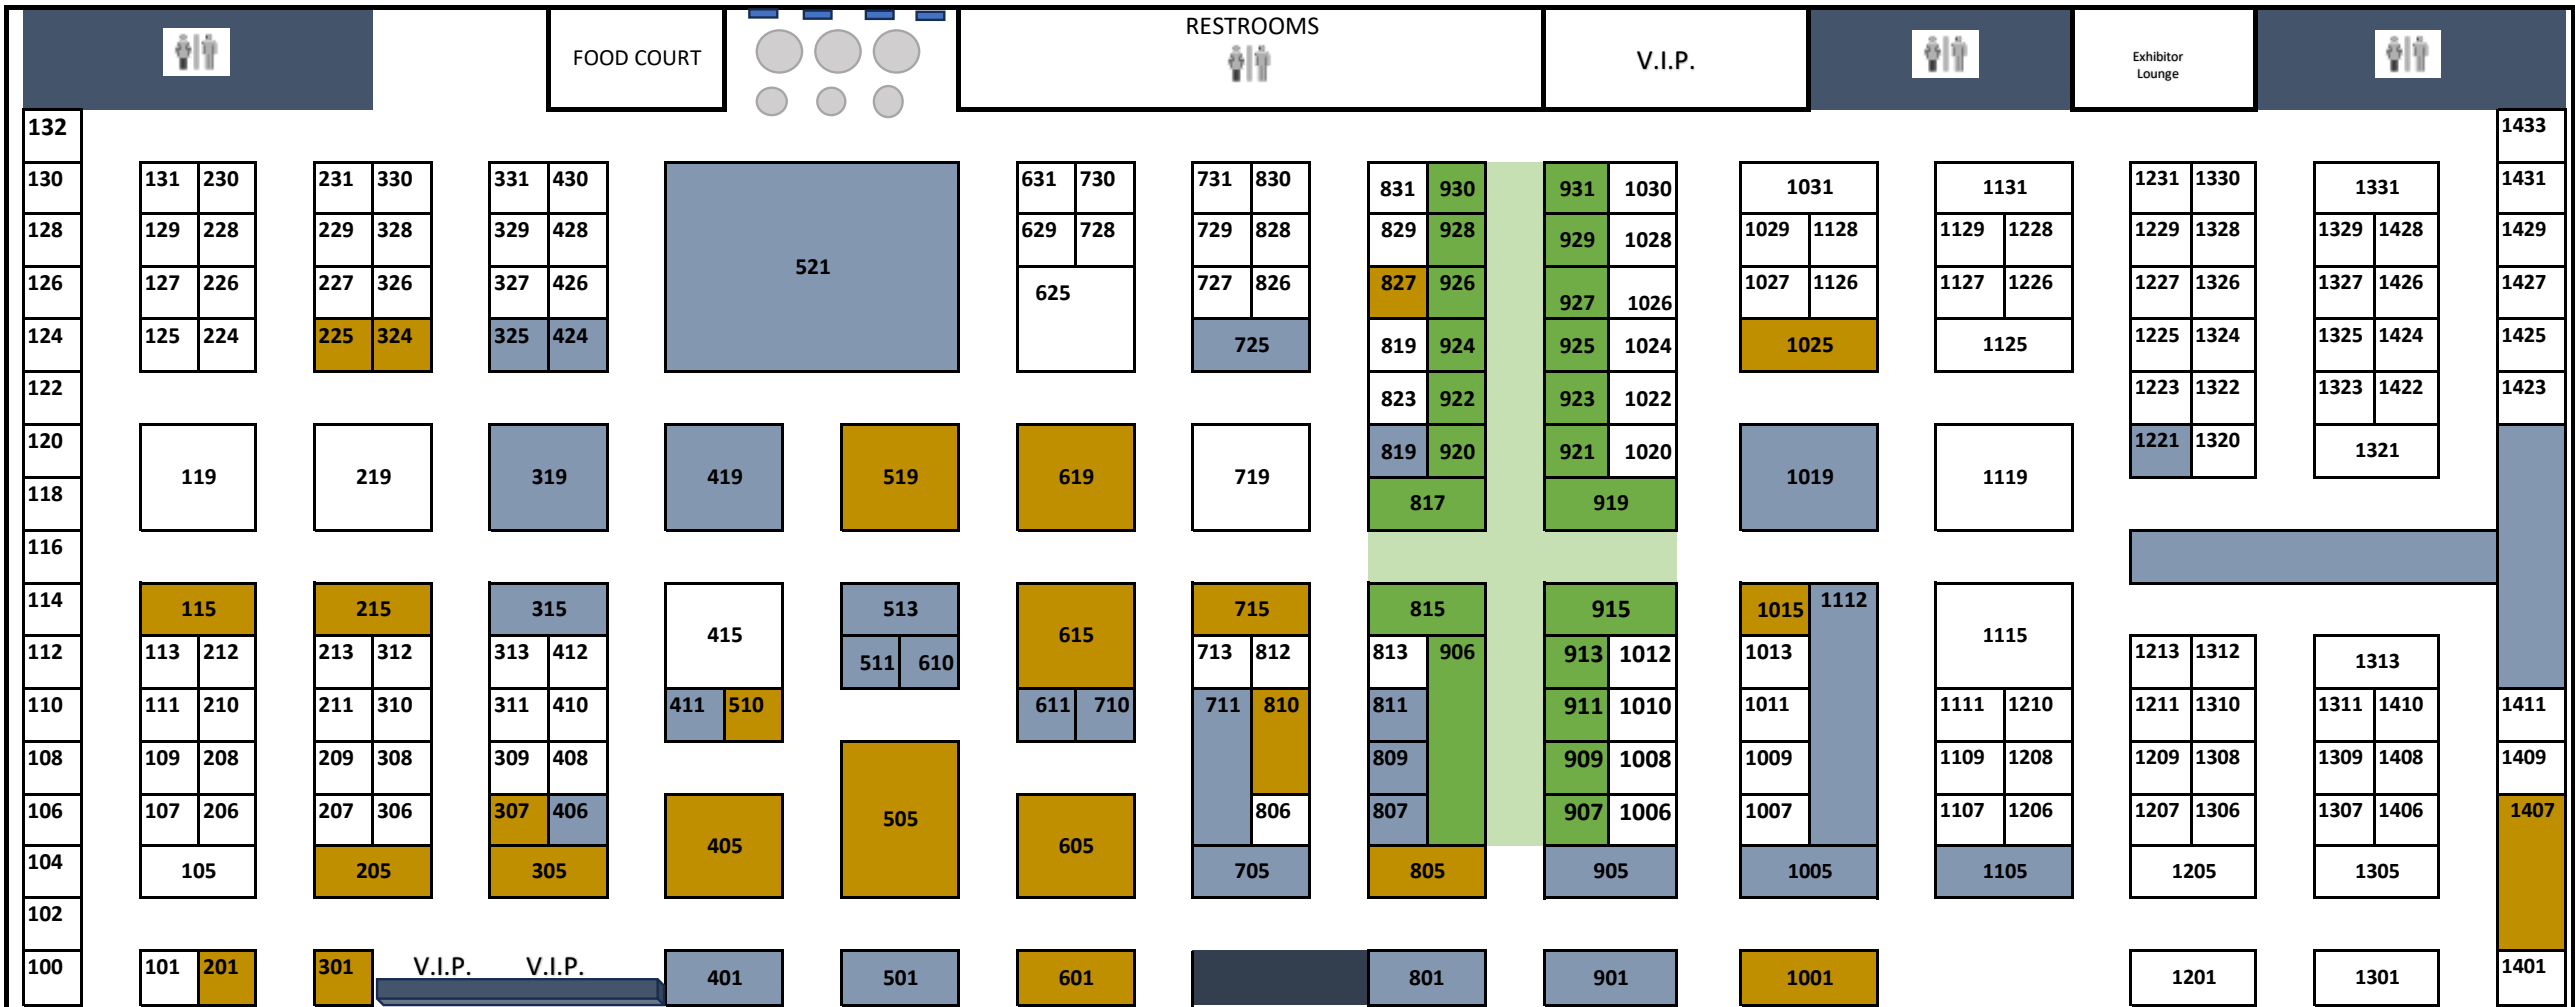 FOOD COURT
RESTROOMS
V.I.P.
Exhibitor
Lounge
132
1433
130 131 230 231 330 331 430 631 730 731 830 831 930 931 1030 1031 1131 1231 1330 1331 1431
128 129 228 229 328 329 428 521 629 728 729 828 829 928 929 1028 1029 1128 1129 1228 1229 1328 1329 1428 1429
126 127 226 227 326 327 426 625 727 826 827 926 927 1026 1027 1126 1127 1226 1227 1326 1327 1426 1427
124 125 224 225 324 325 424 725 819 924 925 1024 1025 1125 1225 1324 1325 1424 1425
122 823 922 923 1022 1223 1322 1323 1422 1423
120 119 219 319 419 519 619 719 819 920 921 1020 1019 1119 1221 1320 1321
118 817 919
116
114 115 215 315 415 513 615 715 815 915 1015 1112 1115
112 113 212 213 312 313 412 511 610 713 812 813 906 913 1012 1013 1213 1312 1313
110 111 210 211 310 311 410 411 510 611 710 711 810 811 911 1010 1011 1111 1210 1211 1310 1311 1410 1411
108 109 208 209 308 309 408 809 909 1008 1009 1109 1208 1209 1308 1309 1408 1409
106 107 206 207 306 307 406 405 505 605 806 807 907 1006 1007 1107 1206 1207 1306 1307 1406 1407
104 105 205 305 705 805 905 1005 1105 1205 1305
102
100 101 201 301 V.I.P. V.I.P. 401 501 601 801 901 1001 1201 1301 1401